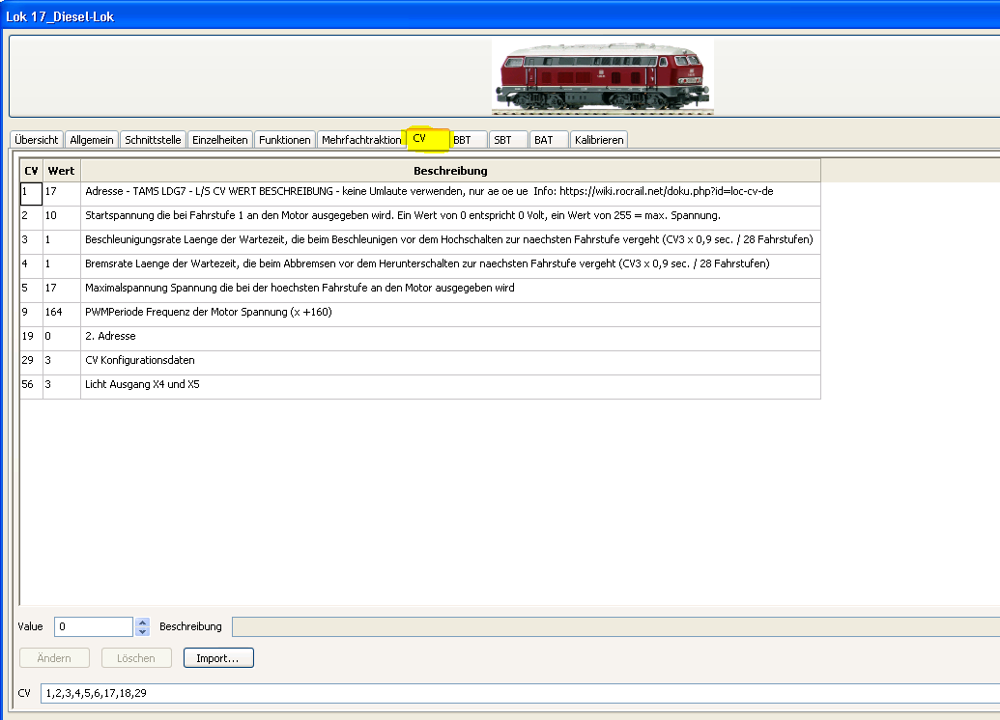 Lok 17_Diesel-Lok
Übersicht Allgemein Schnittstelle Einzelheiten Funktionen Mehrfachtraktion CV BBT SBT BAT Kalibrieren
CV Wert Beschreibung
1 17 Adresse - TAMS LDG7 - L/S CV WERT BESCHREIBUNG - keine Umlaute verwenden, nur ae oe ue Info: https://wiki.rocrail.net/doku.php?id=loc-cv-de
2 10 Startspannung die bei Fahrstufe 1 an den Motor ausgegeben wird. Ein Wert von 0 entspricht 0 Volt, ein Wert von 255 = max. Spannung.
3 1 Beschleunigungsrate Laenge der Wartezeit, die beim Beschleunigen vor dem Hochschalten zur naechsten Fahrstufe vergeht (CV3 x 0,9 sec. / 28 Fahrstufen)
4 1 Bremsrate Laenge der Wartezeit, die beim Abbremsen vor dem Herunterschalten zur naechsten Fahrstufe vergeht (CV3 x 0,9 sec. / 28 Fahrstufen)
5 17 Maximalspannung Spannung die bei der hoechsten Fahrstufe an den Motor ausgegeben wird
9 164 PWMPeriode Frequenz der Motor Spannung (x +160)
19 0 2. Adresse
29 3 CV Konfigurationsdaten
56 3 Licht Ausgang X4 und X5
Value 0 Beschreibung
Ändern Löschen Import...
CV 1,2,3,4,5,6,17,18,29